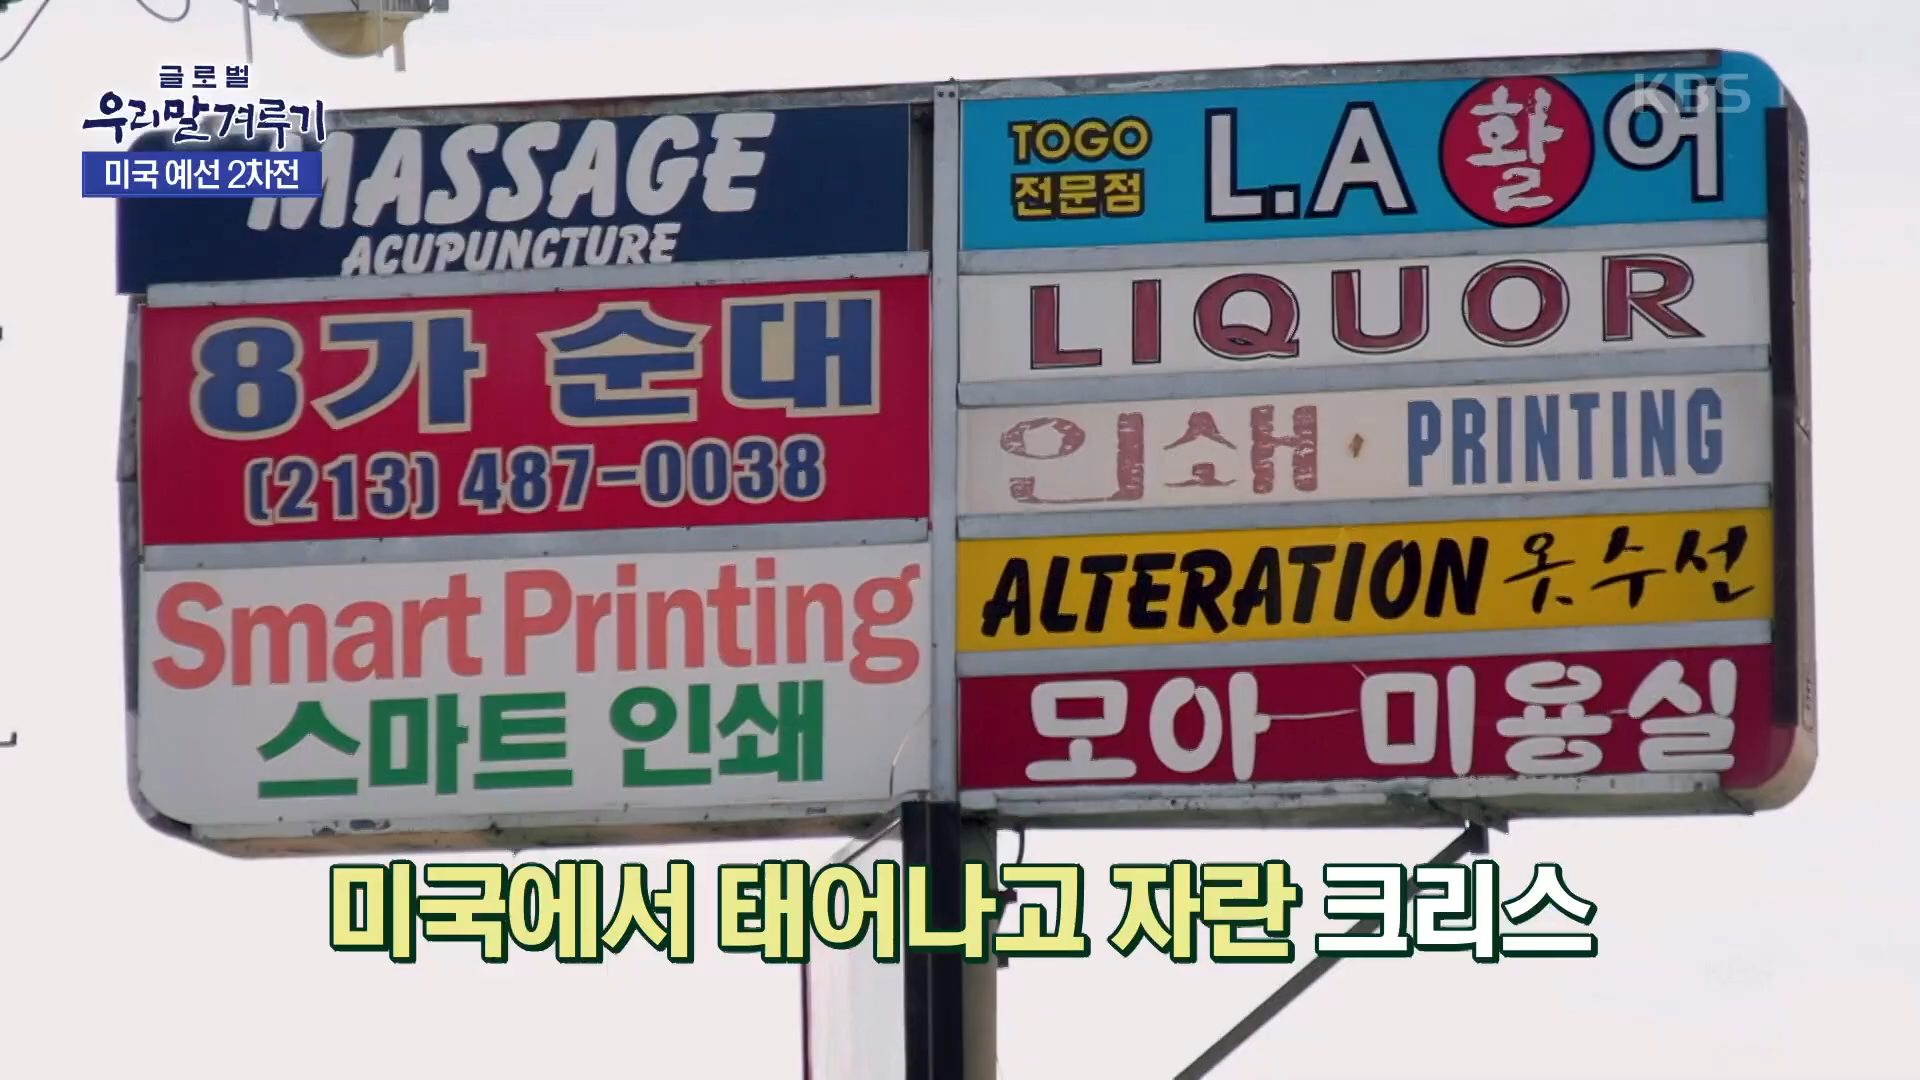 글로벌
우리말 겨루기
미국 예선 2차전
KBS
MASSAGE
ACUPUNCTURE
8가 순대
(213) 487-0038
Smart Printing
스마트 인쇄
TOGO
전문점
L.A 활어
LIQUOR
인쇄 · PRINTING
ALTERATION 옷수선
모아 미용실
미국에서 태어나고 자란 크리스